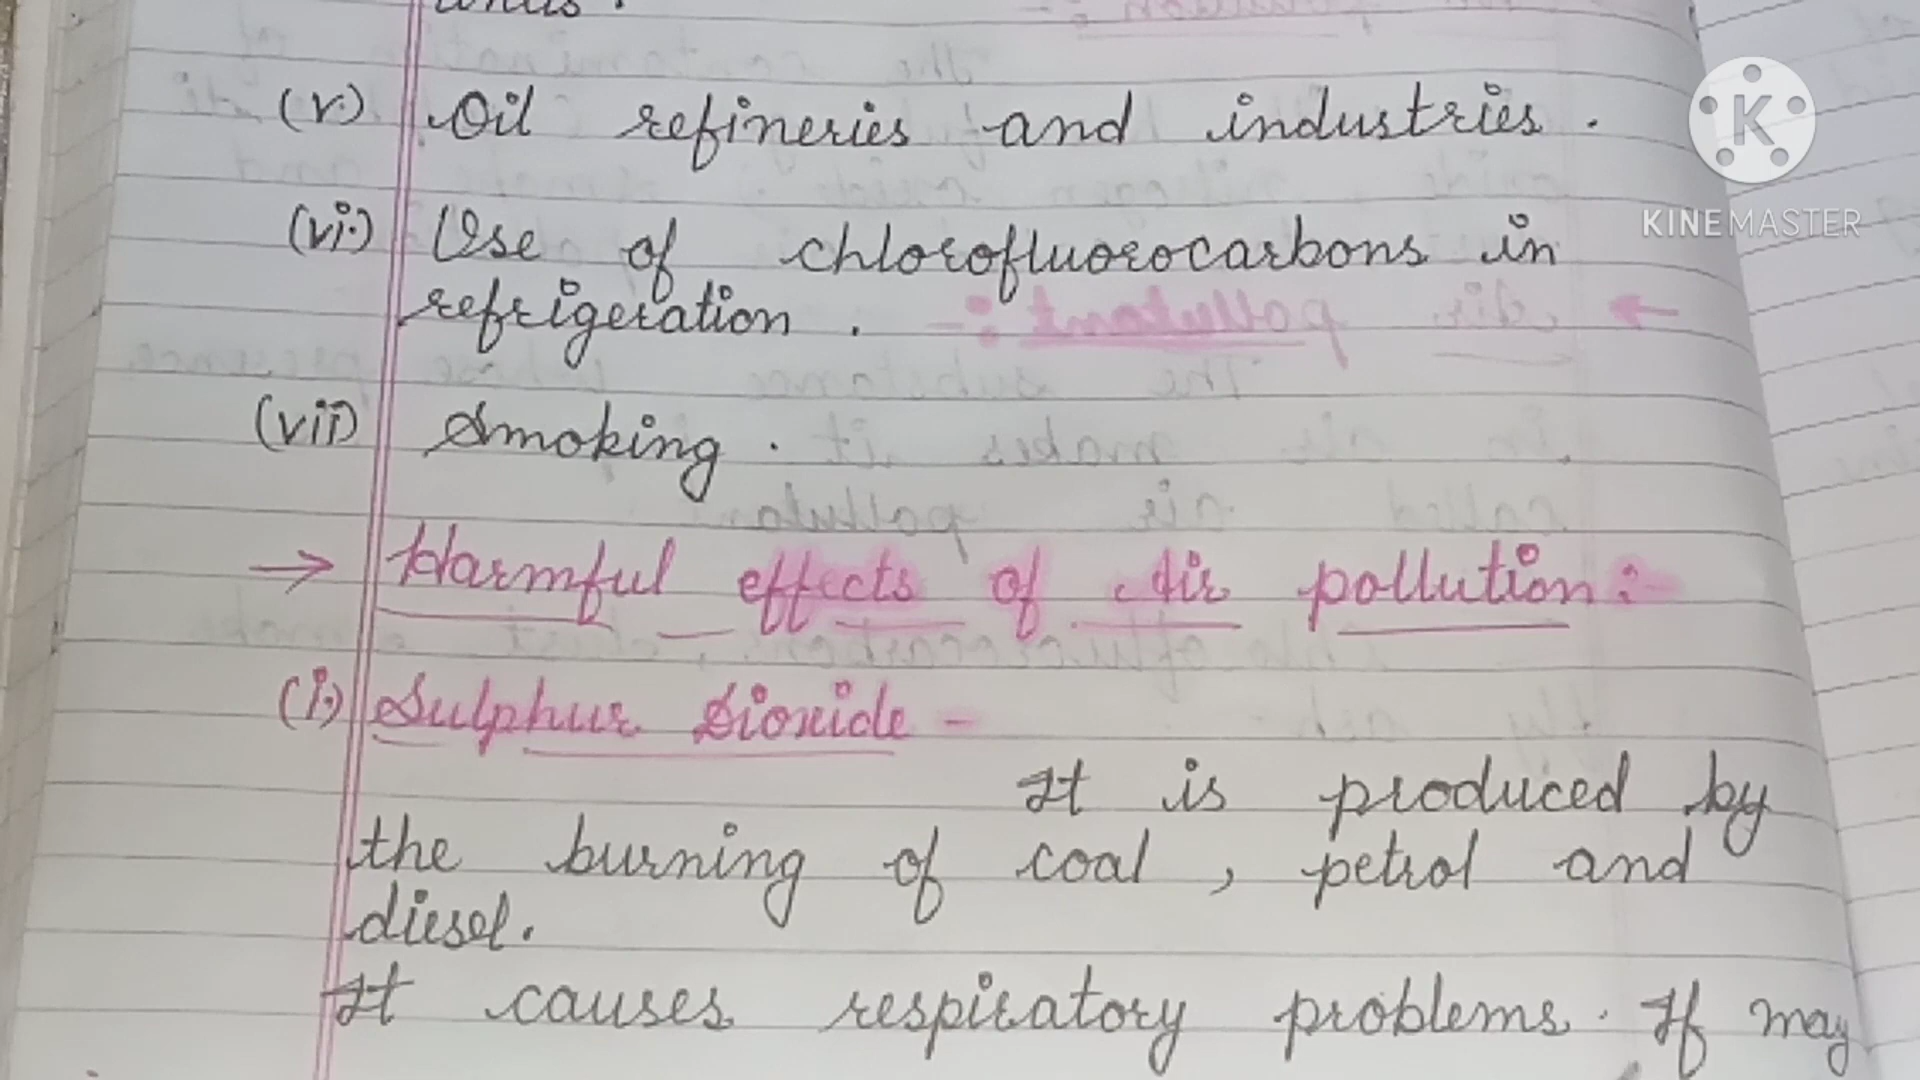 (v.) Oil refineries and industries.
(vi.) Use of chlorofluorocarbons in
refrigeration.
(vii) Smoking.
→ Harmful effects of Air pollution:-
(i.) Sulphur Dioxide -
It is produced by
the burning of coal, petrol and
diesel.
It causes respiratory problems. If may
KINEMASTER